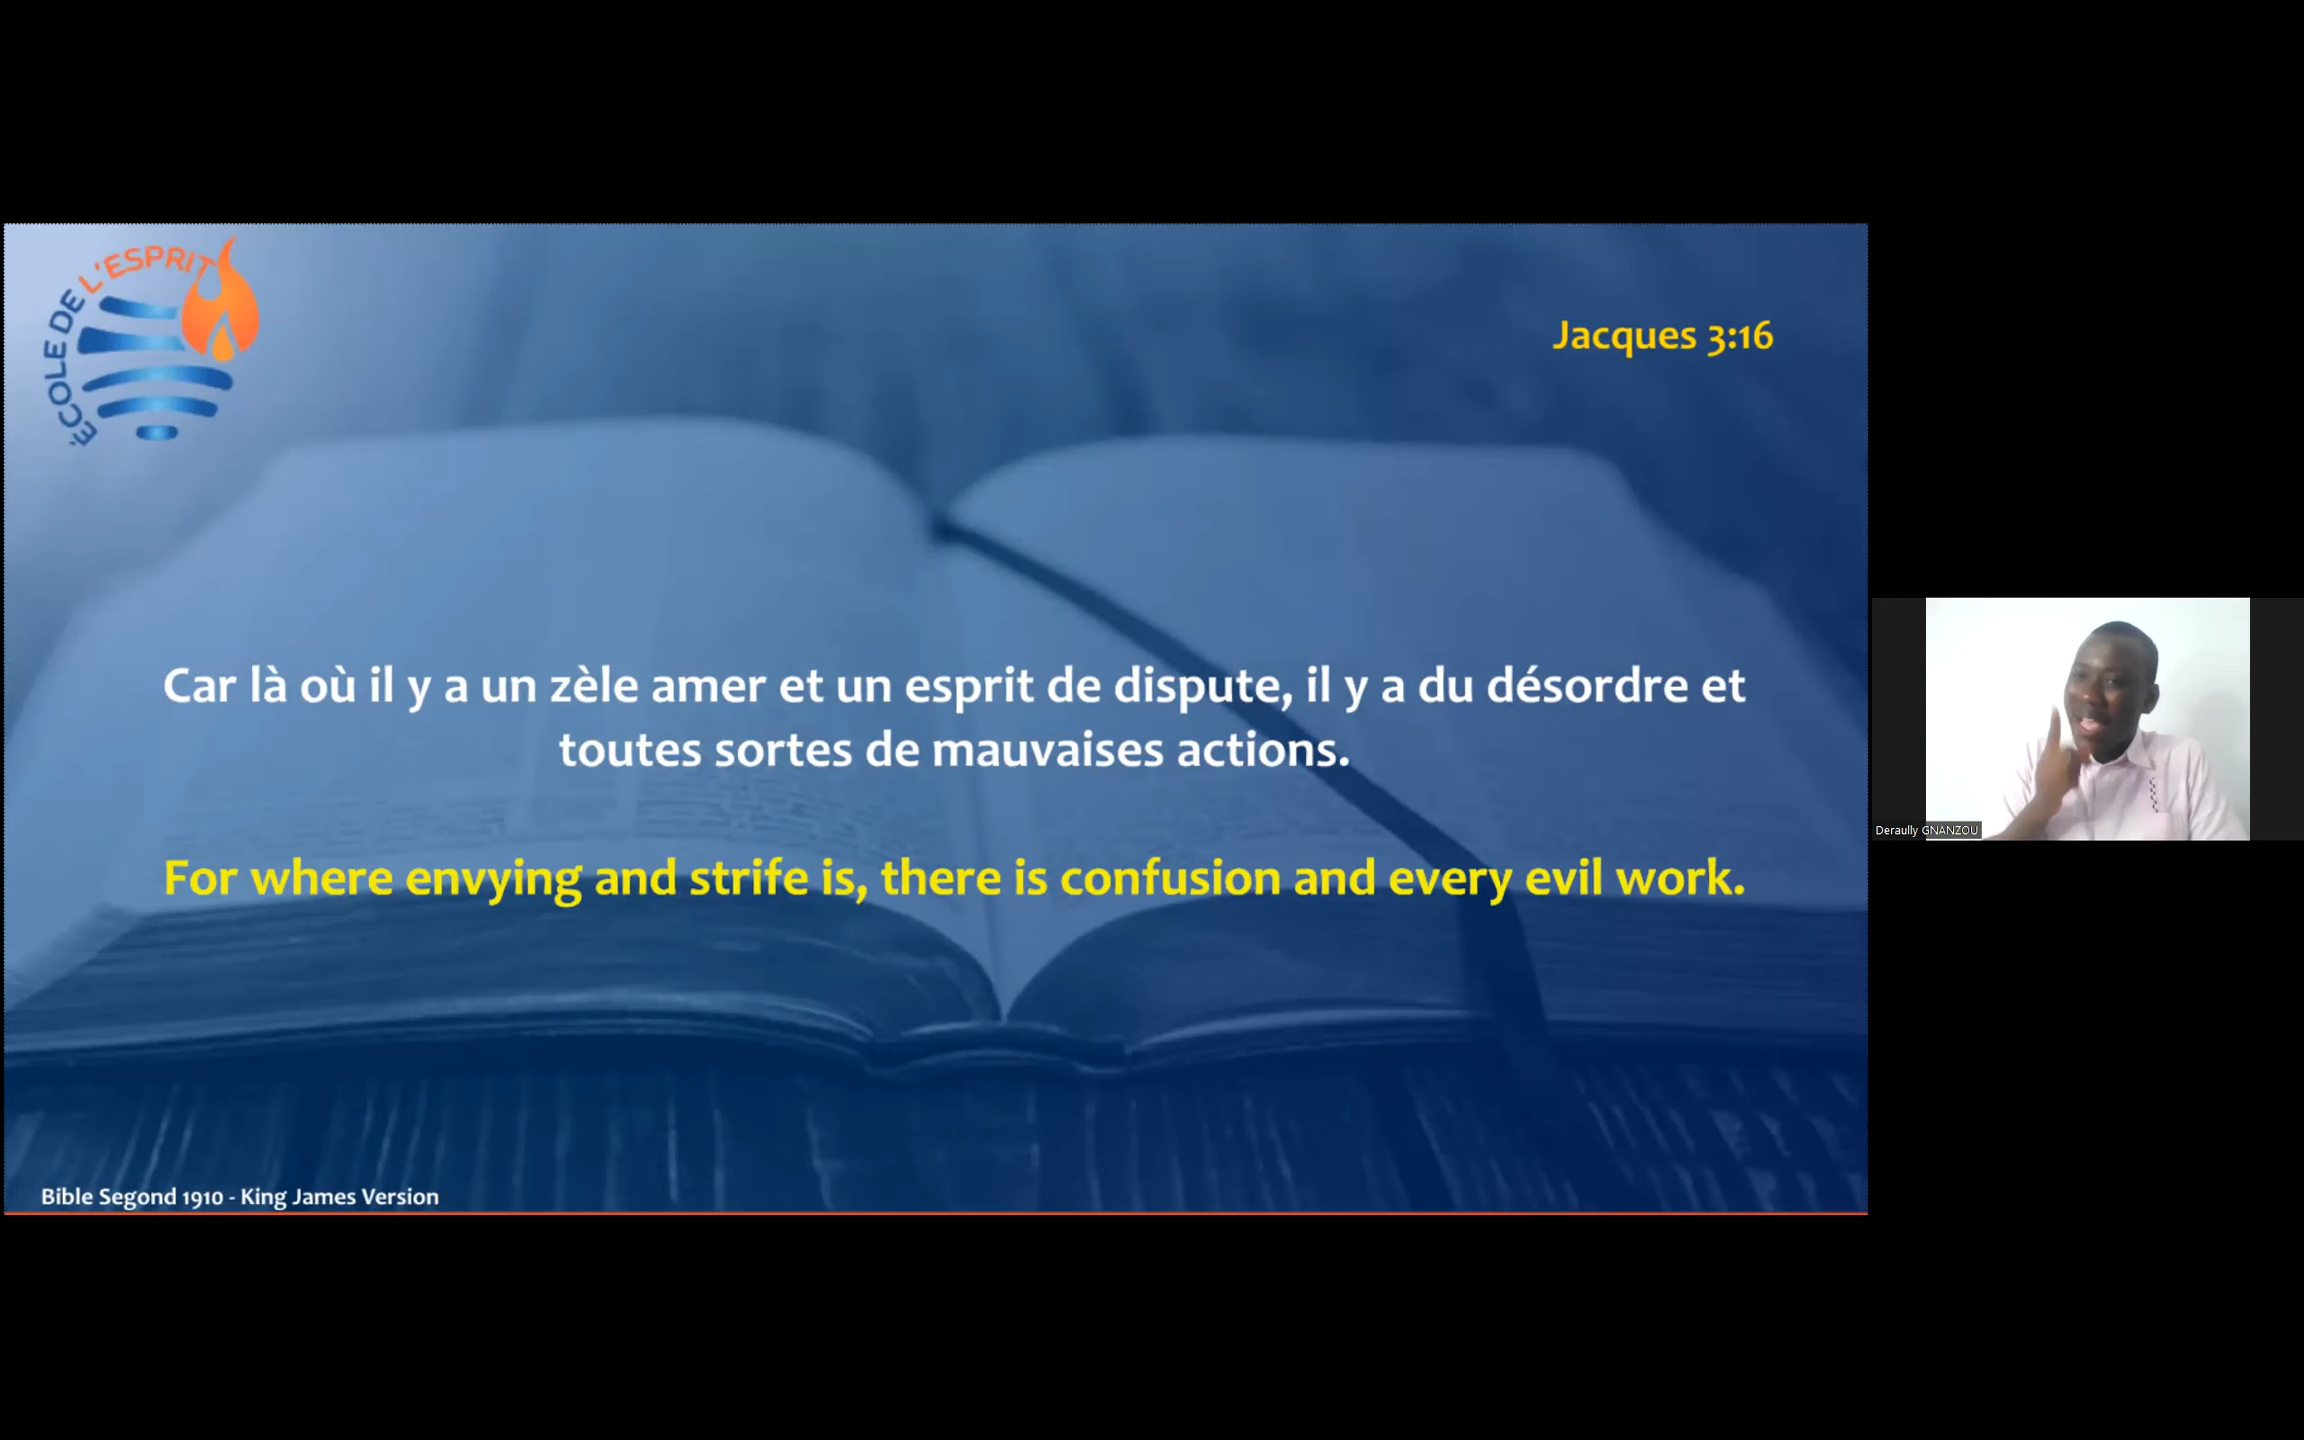 ÉCOLE DE L'ESPRIT
Jacques 3:16
Car là où il y a un zèle amer et un esprit de dispute, il y a du désordre et
toutes sortes de mauvaises actions.
For where envying and strife is, there is confusion and every evil work.
Deraully GNANZOU
Bible Segond 1910 - King James Version